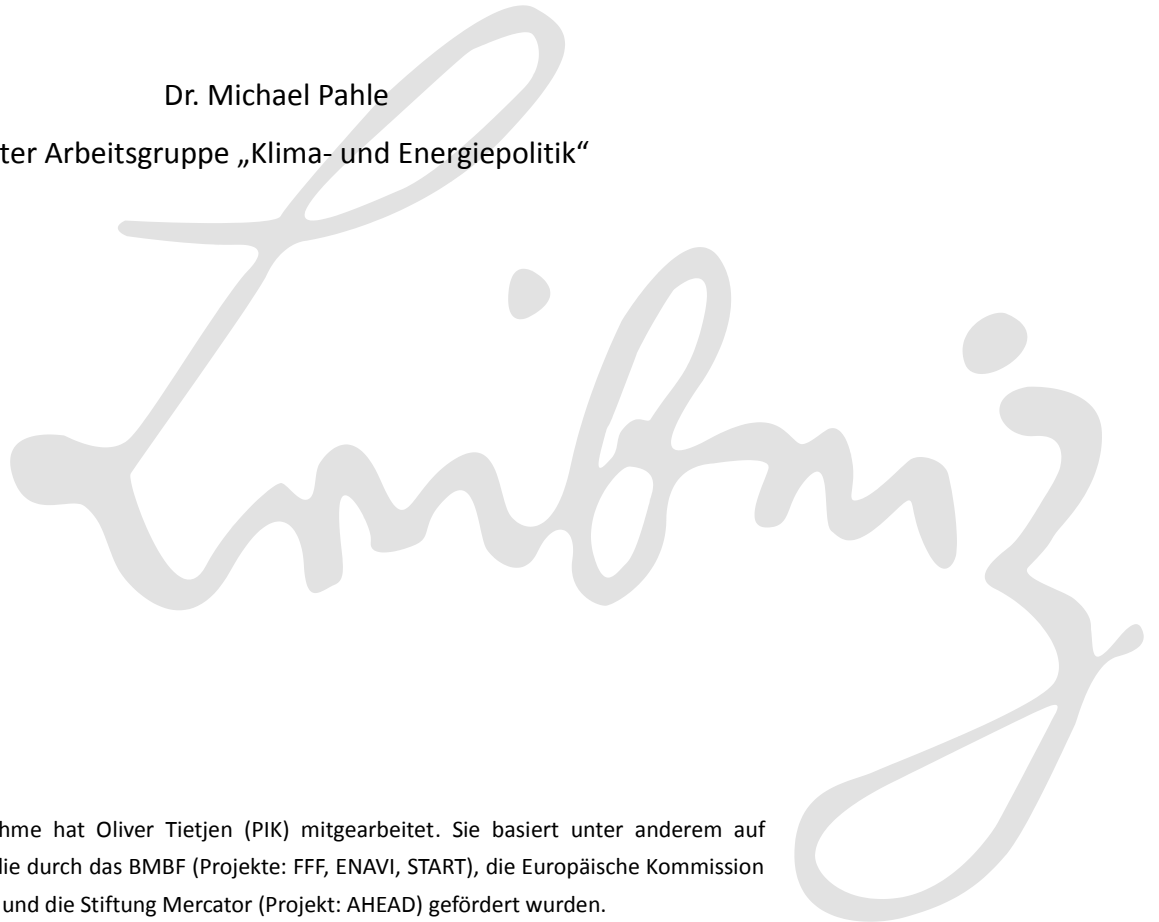 Dr. Michael Pahle
ter Arbeitsgruppe „Klima- und Energiepolitik“
Leibniz
hme hat Oliver Tietjen (PIK) mitgearbeitet. Sie basiert unter anderem auf
die durch das BMBF (Projekte: FFF, ENAVI, START), die Europäische Kommission
und die Stiftung Mercator (Projekt: AHEAD) gefördert wurden.